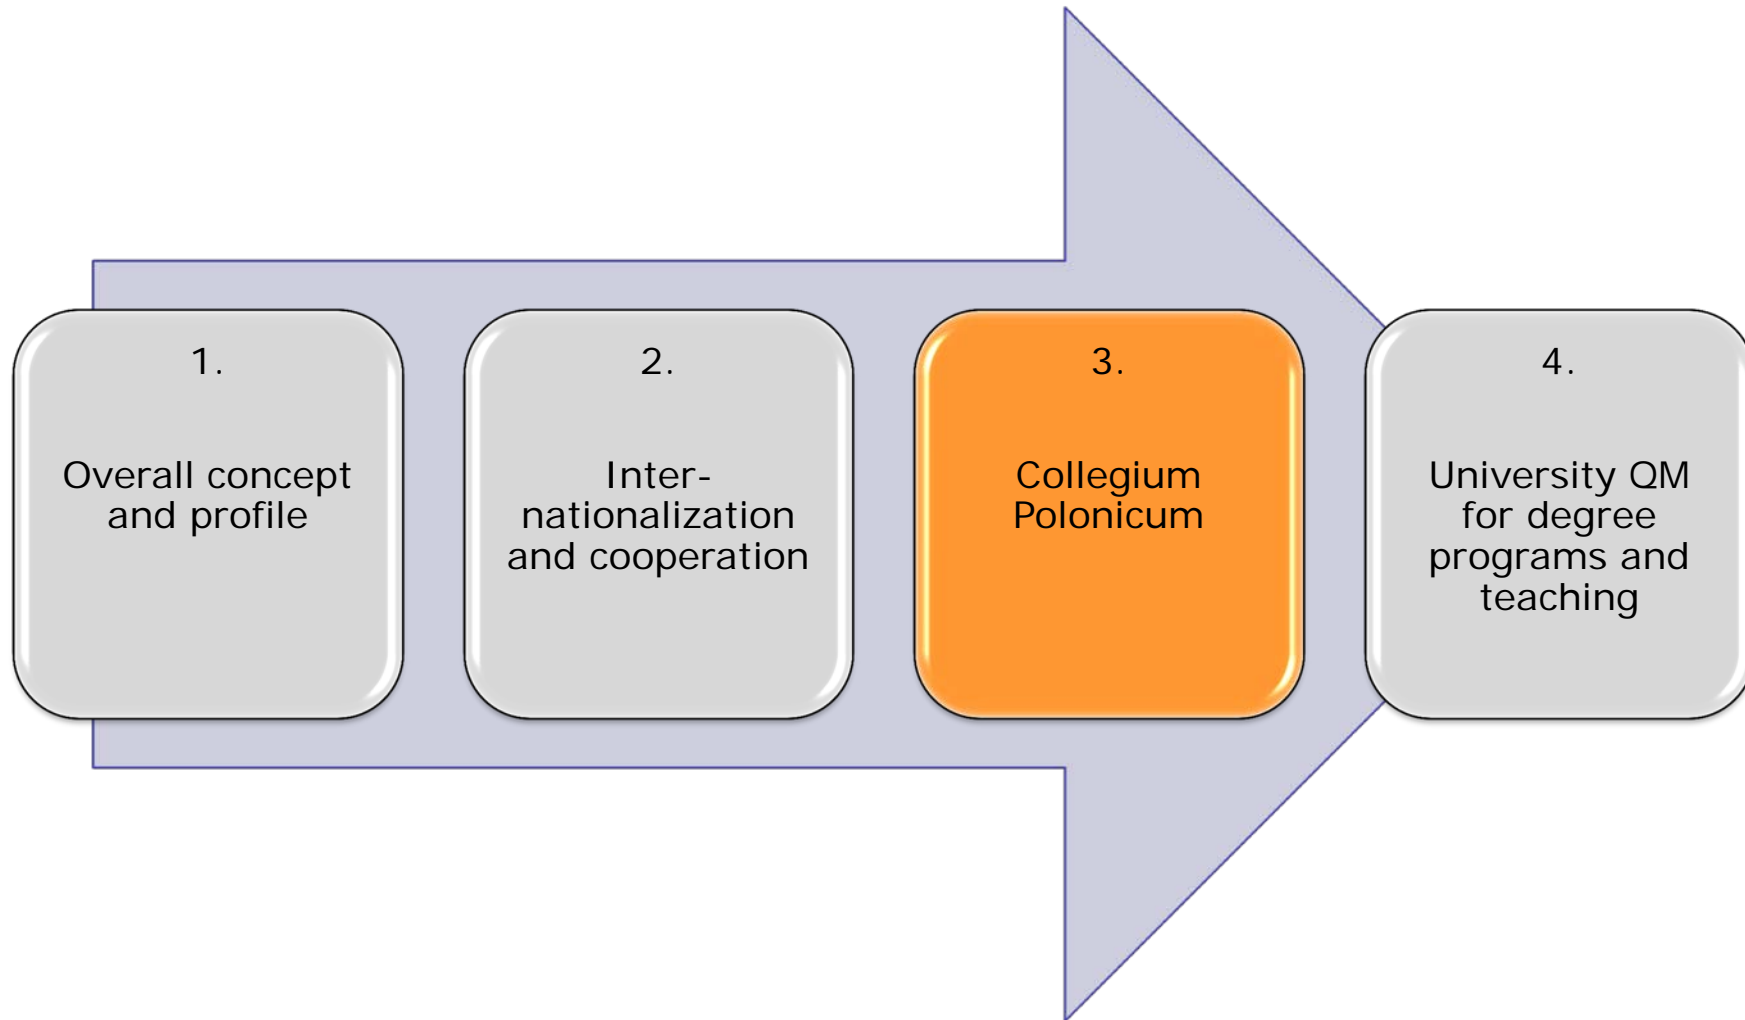 1.
Overall concept
and profile
2.
Inter-
nationalization
and cooperation
3.
Collegium
Polonicum
4.
University QM
for degree
programs and
teaching